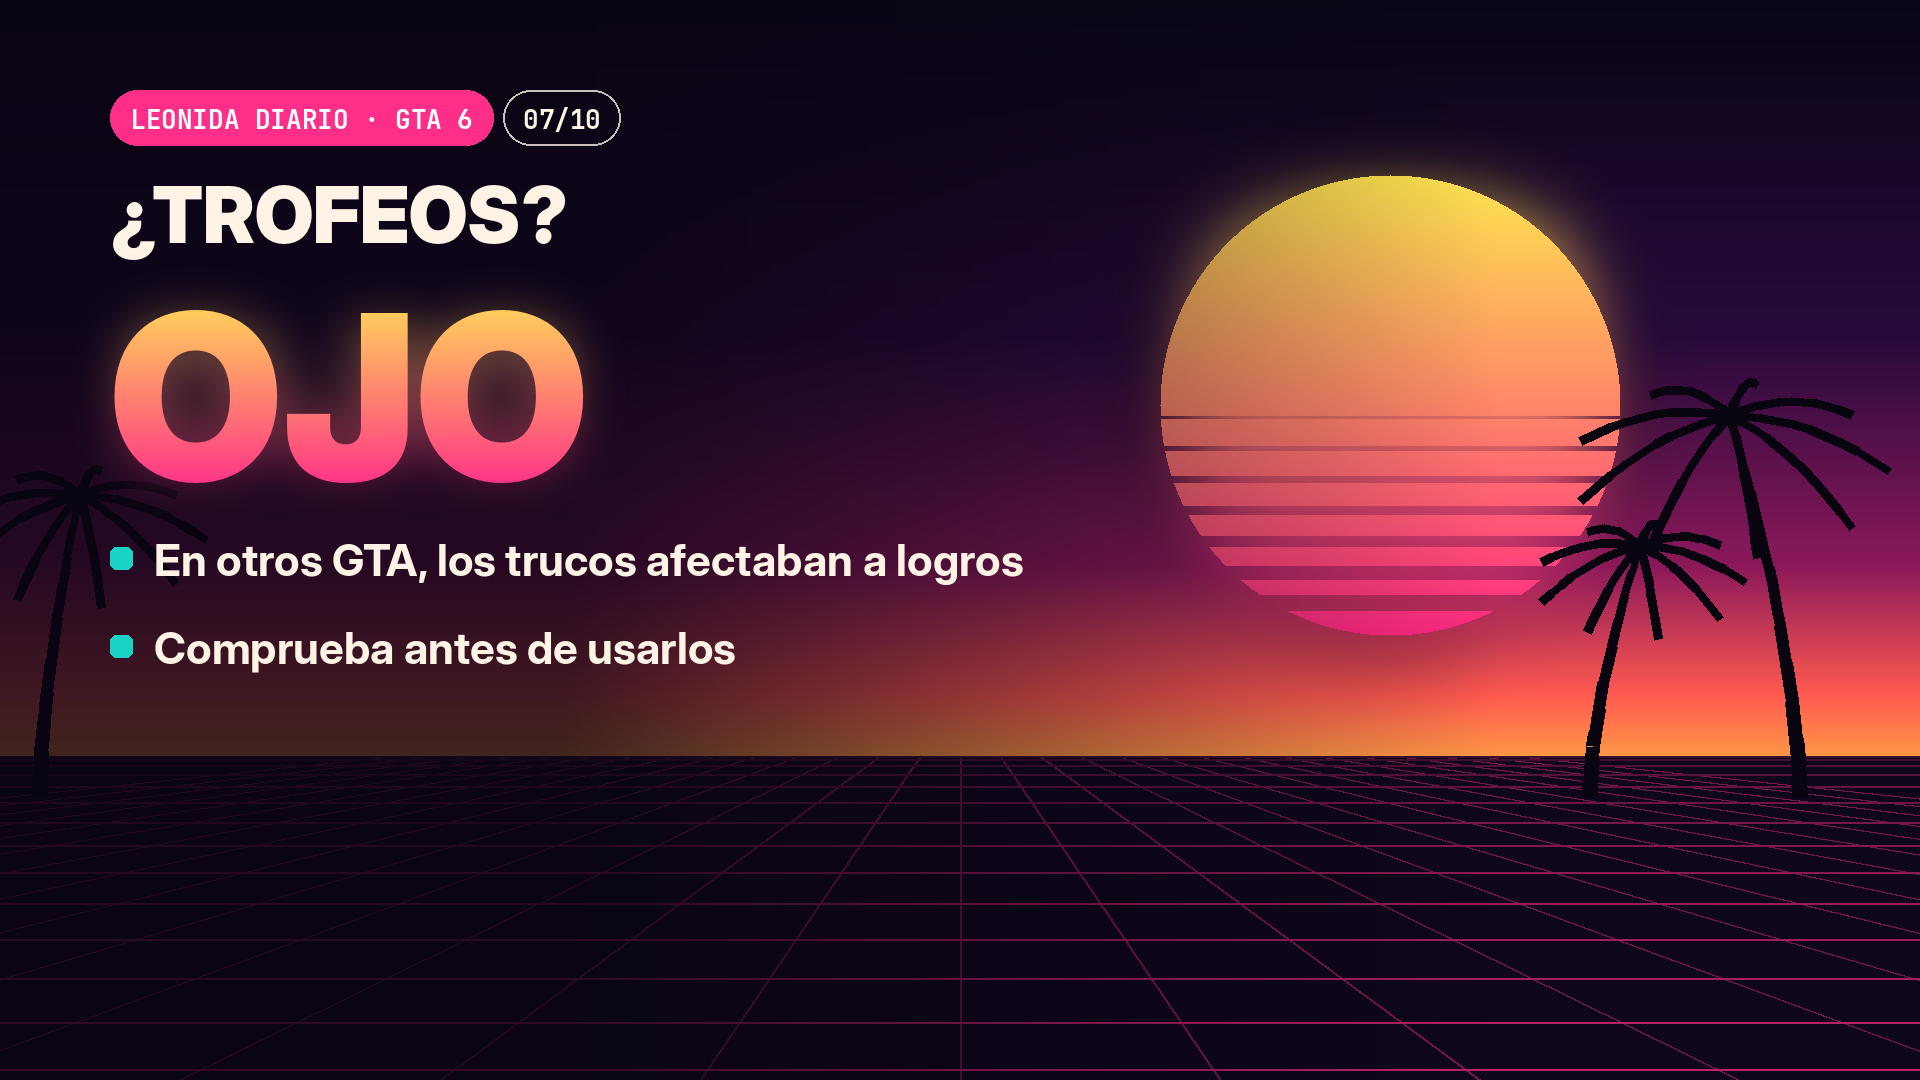 LEONIDA DIARIO · GTA 6
07/10
¿TROFEOS?
OJO
En otros GTA, los trucos afectaban a logros
Comprueba antes de usarlos